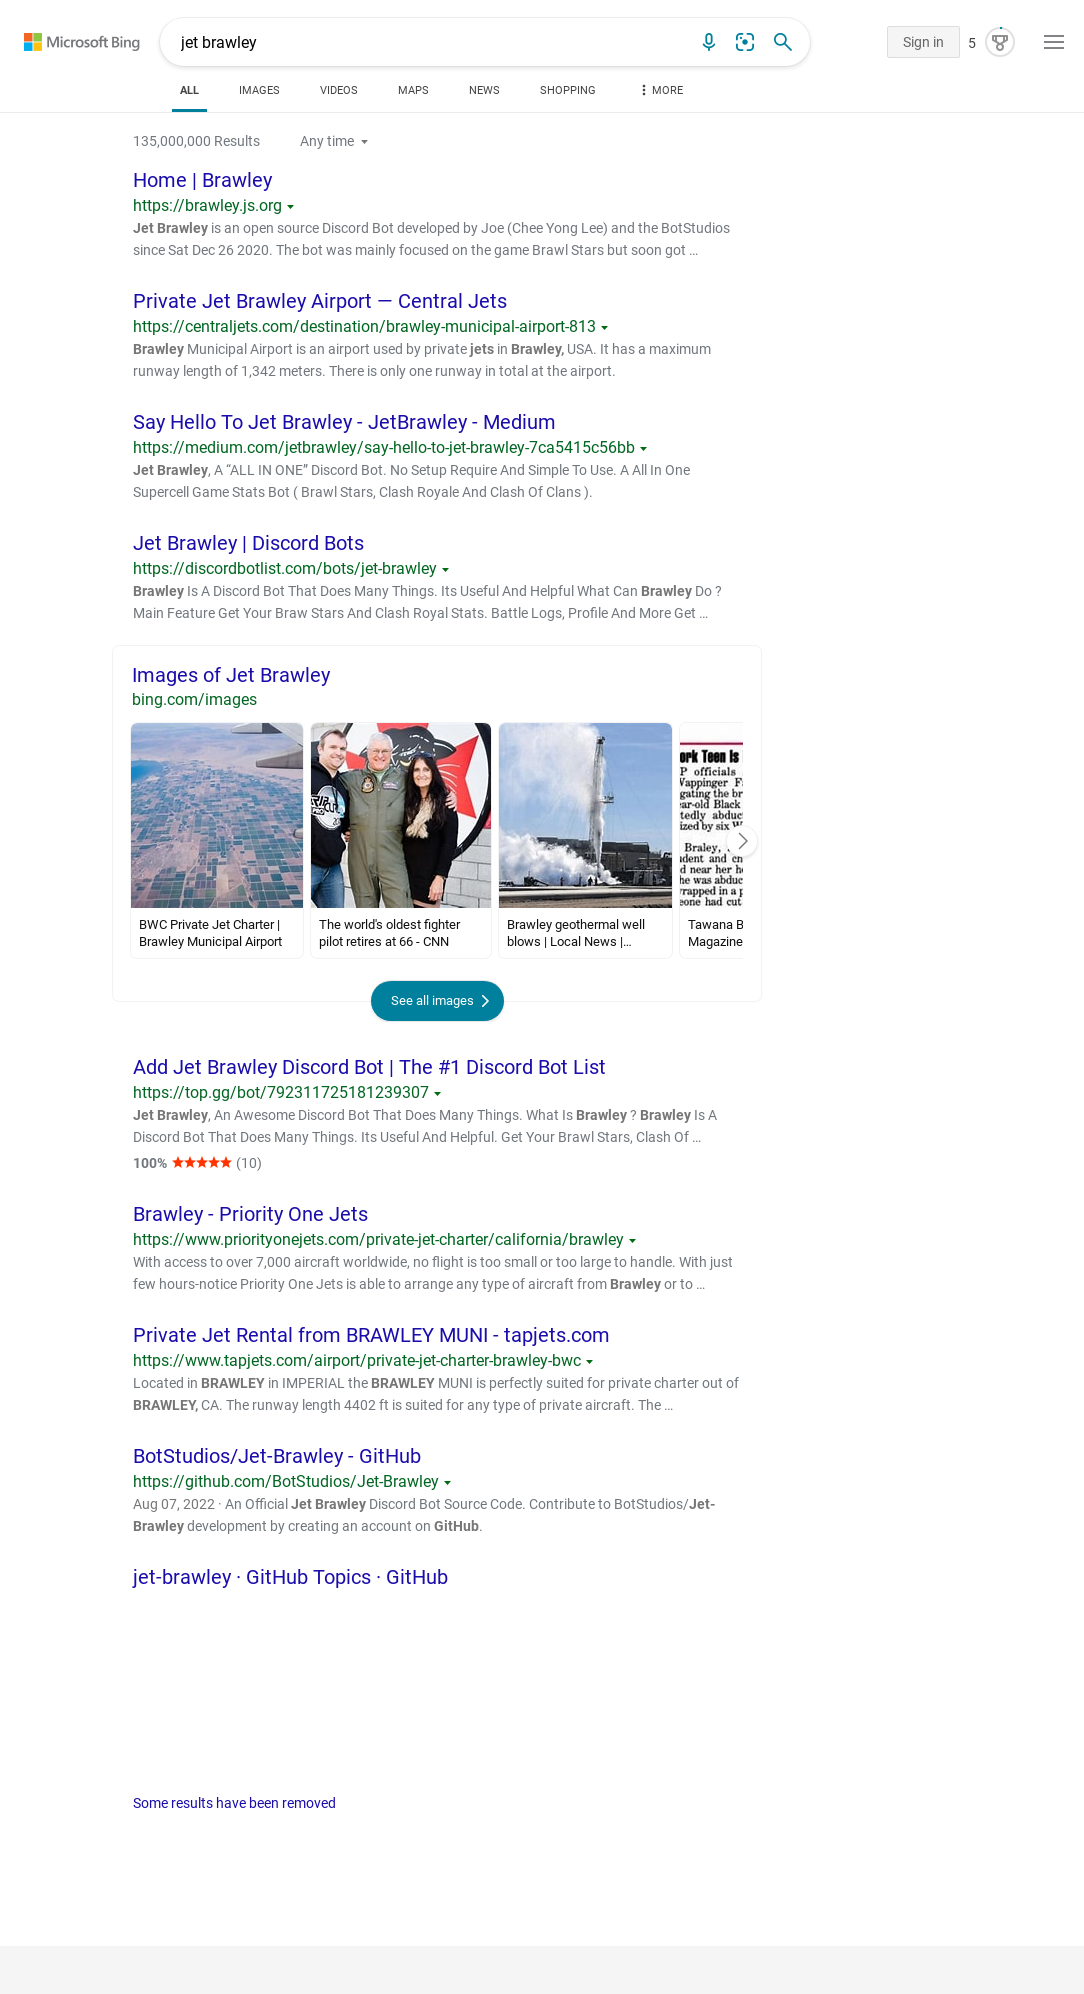 Microsoft Bing
jet brawley
Sign in
5
ALL
IMAGES
VIDEOS
MAPS
NEWS
SHOPPING
MORE
135,000,000 Results
Any time
Home | Brawley
https://brawley.js.org
Jet Brawley is an open source Discord Bot developed by Joe (Chee Yong Lee) and the BotStudios
since Sat Dec 26 2020. The bot was mainly focused on the game Brawl Stars but soon got …
Private Jet Brawley Airport — Central Jets
https://centraljets.com/destination/brawley-municipal-airport-813
Brawley Municipal Airport is an airport used by private jets in Brawley, USA. It has a maximum
runway length of 1,342 meters. There is only one runway in total at the airport.
Say Hello To Jet Brawley - JetBrawley - Medium
https://medium.com/jetbrawley/say-hello-to-jet-brawley-7ca5415c56bb
Jet Brawley, A “ALL IN ONE” Discord Bot. No Setup Require And Simple To Use. A All In One
Supercell Game Stats Bot ( Brawl Stars, Clash Royale And Clash Of Clans ).
Jet Brawley | Discord Bots
https://discordbotlist.com/bots/jet-brawley
Brawley Is A Discord Bot That Does Many Things. Its Useful And Helpful What Can Brawley Do ?
Main Feature Get Your Braw Stars And Clash Royal Stats. Battle Logs, Profile And More Get …
Images of Jet Brawley
bing.com/images
ork Teen Is
P officials
Wappinger F
gating the br
ear-old Black
tedly abduc
ized by six W
Braley,
dent and ch
d near her h
he was abduc
wrapped in a p
eone had cut
BWC Private Jet Charter |
Brawley Municipal Airport
The world's oldest fighter
pilot retires at 66 - CNN
Brawley geothermal well
blows | Local News |…
Tawana B
Magazine
See all images
Add Jet Brawley Discord Bot | The #1 Discord Bot List
https://top.gg/bot/792311725181239307
Jet Brawley, An Awesome Discord Bot That Does Many Things. What Is Brawley ? Brawley Is A
Discord Bot That Does Many Things. Its Useful And Helpful. Get Your Brawl Stars, Clash Of …
100% ★★★★★ (10)
Brawley - Priority One Jets
https://www.priorityonejets.com/private-jet-charter/california/brawley
With access to over 7,000 aircraft worldwide, no flight is too small or too large to handle. With just
few hours-notice Priority One Jets is able to arrange any type of aircraft from Brawley or to …
Private Jet Rental from BRAWLEY MUNI - tapjets.com
https://www.tapjets.com/airport/private-jet-charter-brawley-bwc
Located in BRAWLEY in IMPERIAL the BRAWLEY MUNI is perfectly suited for private charter out of
BRAWLEY, CA. The runway length 4402 ft is suited for any type of private aircraft. The …
BotStudios/Jet-Brawley - GitHub
https://github.com/BotStudios/Jet-Brawley
Aug 07, 2022 · An Official Jet Brawley Discord Bot Source Code. Contribute to BotStudios/Jet-
Brawley development by creating an account on GitHub.
jet-brawley · GitHub Topics · GitHub
Some results have been removed